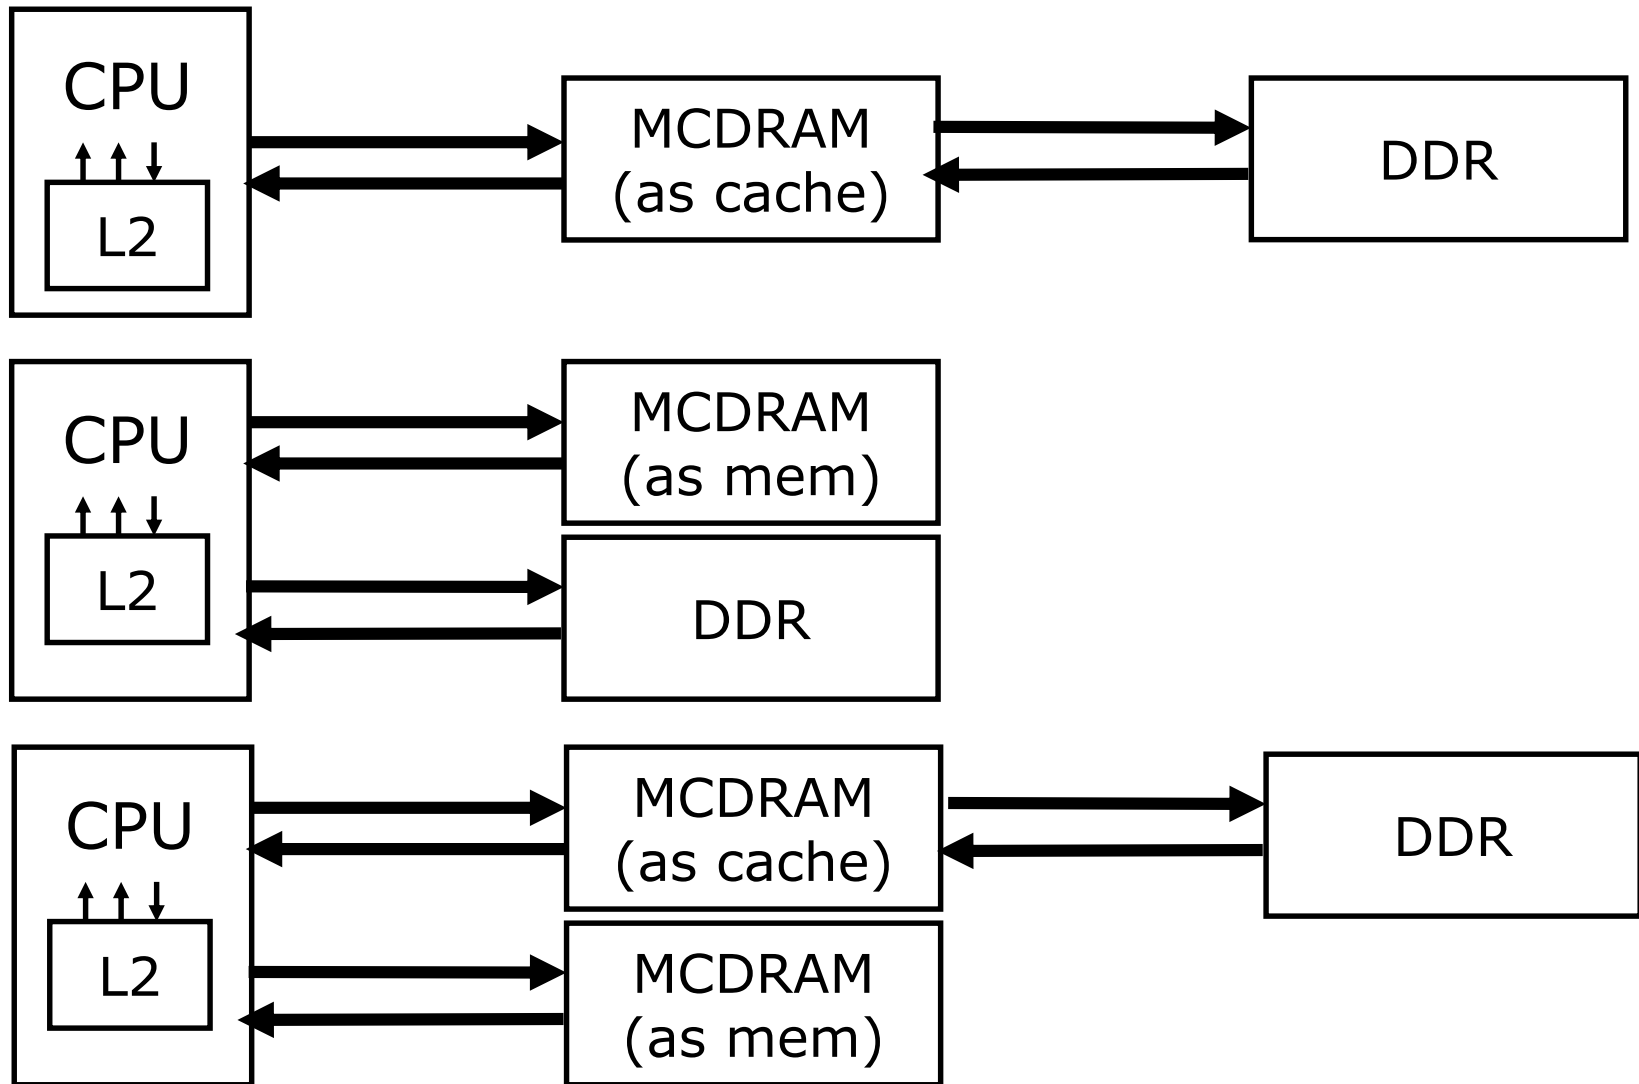 CPU
L2
MCDRAM
(as cache)
DDR
CPU
L2
MCDRAM
(as mem)
DDR
CPU
L2
MCDRAM
(as cache)
DDR
MCDRAM
(as mem)